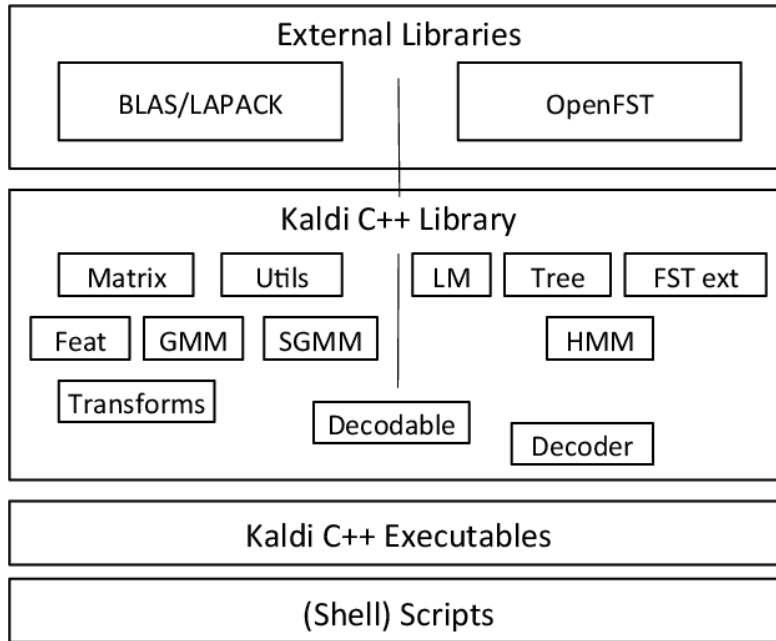 External Libraries
BLAS/LAPACK
OpenFST
Kaldi C++ Library
Matrix
Utils
LM
Tree
FST ext
Feat
GMM
SGMM
HMM
Transforms
Decodable
Decoder
Kaldi C++ Executables
(Shell) Scripts